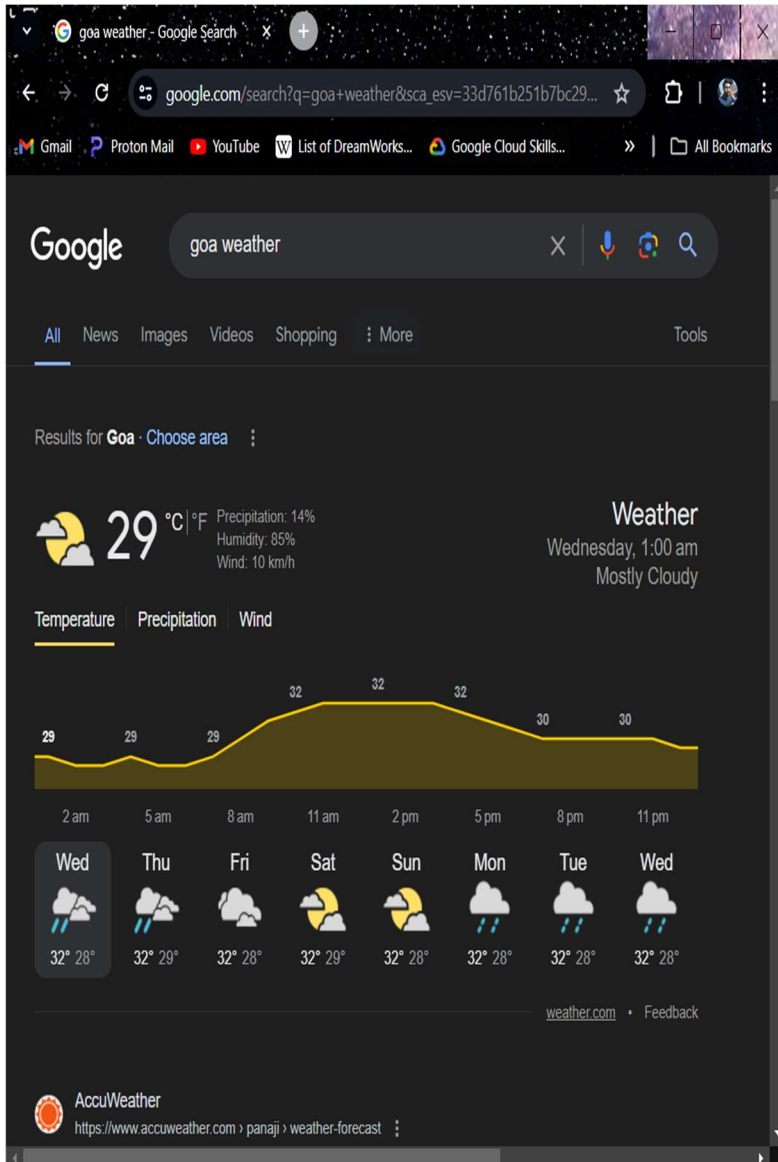 goa weather - Google Search
google.com/search?q=goa+weather&sca_esv=33d761b251b7bc29...
Gmail Proton Mail YouTube W List of DreamWorks... Google Cloud Skills... » All Bookmarks
Google goa weather
All News Images Videos Shopping More Tools
Results for Goa · Choose area
29 °C | °F
Precipitation: 14%
Humidity: 85%
Wind: 10 km/h
Weather
Wednesday, 1:00 am
Mostly Cloudy
Temperature Precipitation Wind
29 29 29 32 32 32 30 30
2 am 5 am 8 am 11 am 2 pm 5 pm 8 pm 11 pm
Wed Thu Fri Sat Sun Mon Tue Wed
32° 28° 32° 29° 32° 28° 32° 29° 32° 28° 32° 28° 32° 28° 32° 28°
weather.com • Feedback
AccuWeather
https://www.accuweather.com › panaji › weather-forecast